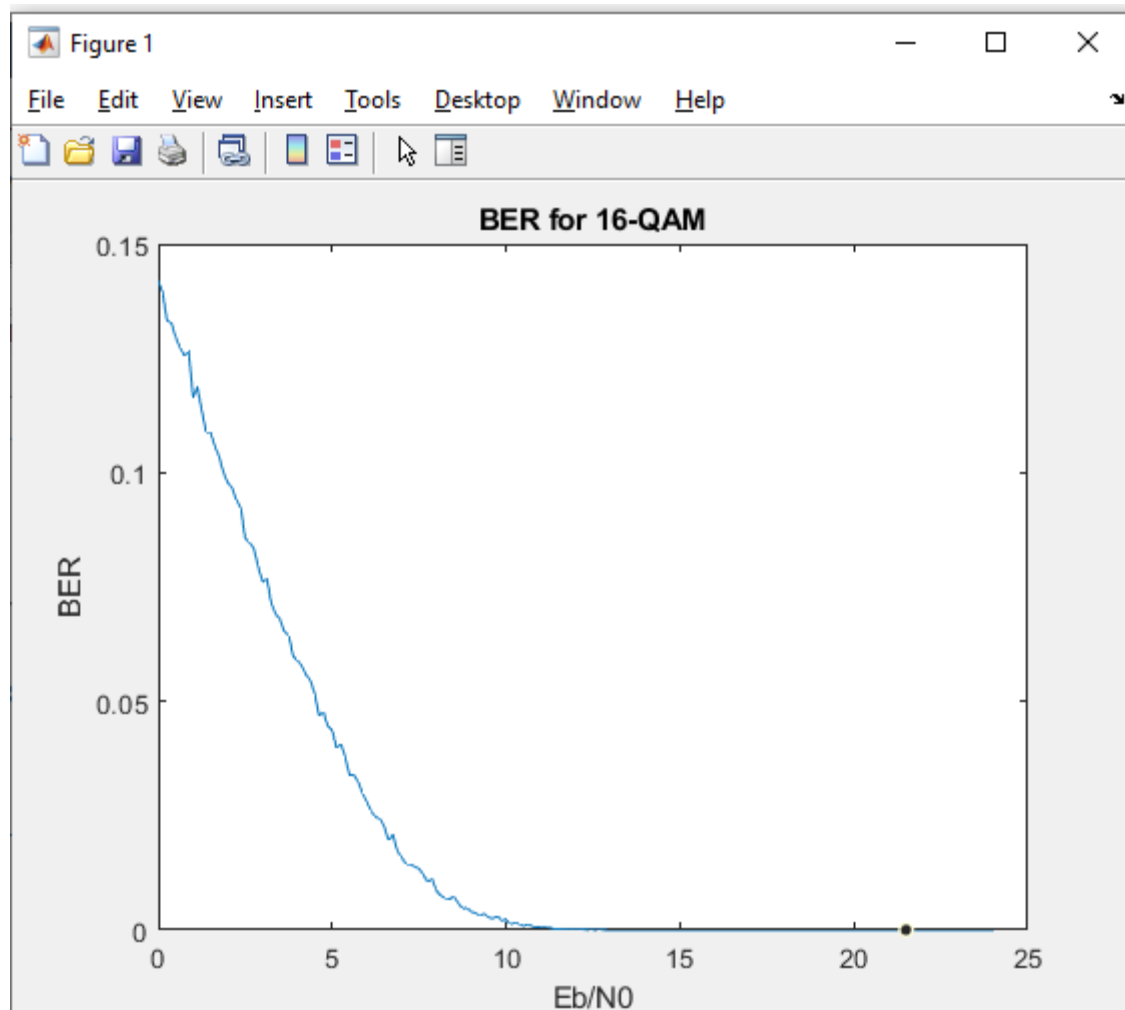 Figure 1
File Edit View Insert Tools Desktop Window Help
BER for 16-QAM
0.15
0.1
0.05
0
BER
0 5 10 15 20 25
Eb/N0